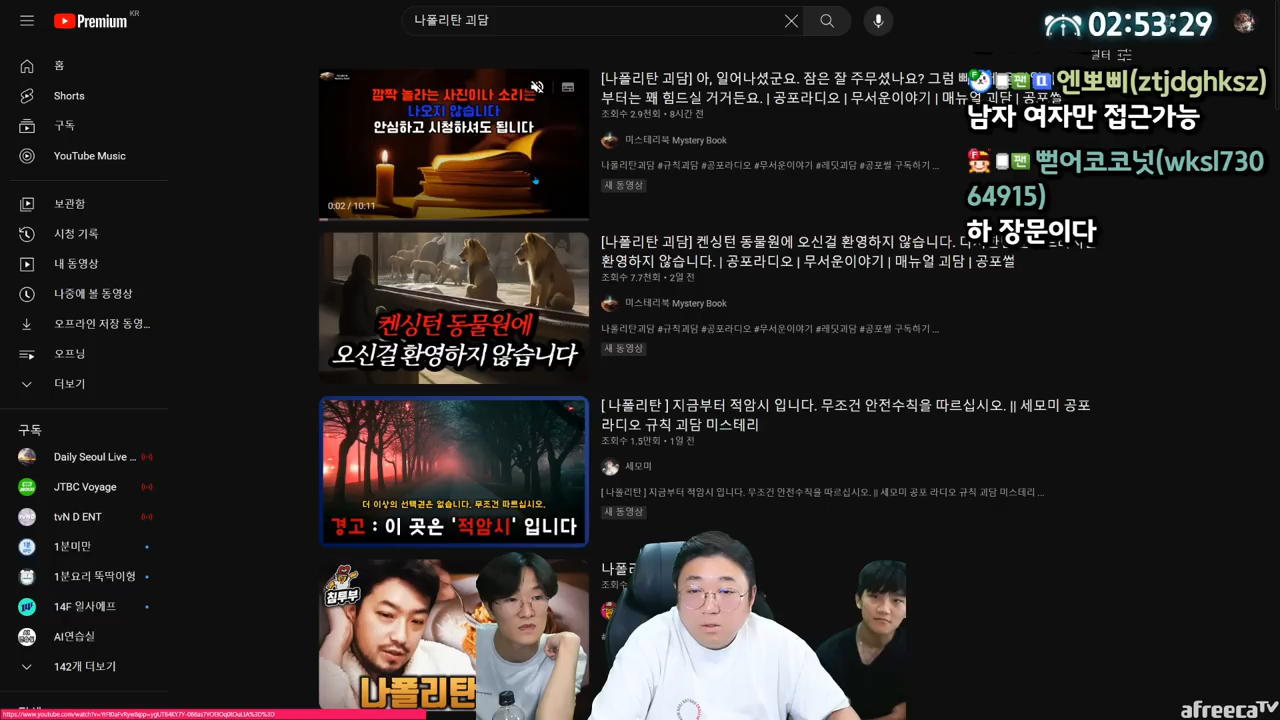 Premium KR
나폴리탄 괴담
02:53:29
필터
홈
Shorts
구독
YouTube Music
보관함
시청 기록
내 동영상
나중에 볼 동영상
오프라인 저장 동영...
오프닝
더보기
구독
Daily Seoul Live ...
JTBC Voyage
tvN D ENT
1분미만
1분요리 뚝딱이형
14F 일사에프
AI연습실
142개 더보기
깜짝 놀라는 사진이나 소리는
나오지 않습니다
안심하고 시청하셔도 됩니다
0:02 / 10:11
[나폴리탄 괴담] 아, 일어나셨군요. 잠은 잘 주무셨나요? 그럼
부터는 꽤 힘드실 거거든요. | 공포라디오 | 무서운이야기 | 매뉴얼 괴담 | 공포썰
조회수 2.9천회 • 8시간 전
미스테리북 Mystery Book
나폴리탄괴담 #규칙괴담 #공포라디오 #무서운이야기 #레딧괴담 #공포썰 구독하기 ...
새 동영상
엔뽀삐(ztjdghksz)
남자 여자만 접근가능
뻗어코코넛(wksl730
64915)
하 장문이다
켄싱턴 동물원에
오신걸 환영하지 않습니다
[나폴리탄 괴담] 켄싱턴 동물원에 오신걸 환영하지 않습니다.
환영하지 않습니다. | 공포라디오 | 무서운이야기 | 매뉴얼 괴담 | 공포썰
조회수 7.7천회 • 2일 전
미스테리북 Mystery Book
나폴리탄괴담 #규칙괴담 #공포라디오 #무서운이야기 #레딧괴담 #공포썰 구독하기 ...
새 동영상
더 이상의 선택권은 없습니다. 무조건 따르십시오.
경고 : 이 곳은 '적암시' 입니다
[ 나폴리탄 ] 지금부터 적암시 입니다. 무조건 안전수칙을 따르십시오. || 세모미 공포
라디오 규칙 괴담 미스테리
조회수 1.5만회 • 1일 전
세모미
[ 나폴리탄 ] 지금부터 적암시 입니다. 무조건 안전수칙을 따르십시오. || 세모미 공포 라디오 규칙 괴담 미스테리 ...
새 동영상
침투부
나폴리탄
나폴리
조회수
afreecaTV